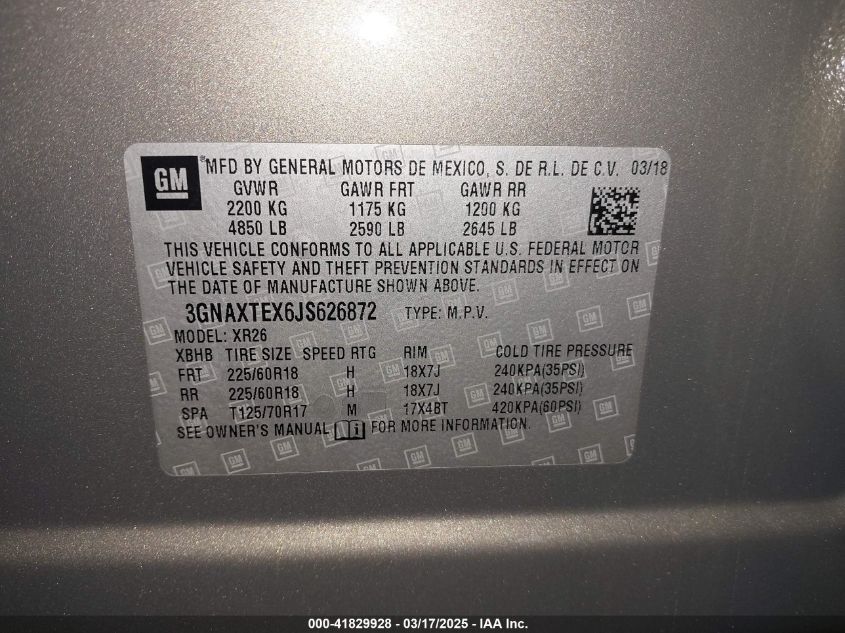 GM ®MFD BY GENERAL MOTORS DE MEXICO, S. DE R.L. DE C.V. 03/18
GVWR GAWR FRT GAWR RR
2200 KG 1175 KG 1200 KG
4850 LB 2590 LB 2645 LB
THIS VEHICLE CONFORMS TO ALL APPLICABLE U.S. FEDERAL MOTOR
VEHICLE SAFETY AND THEFT PREVENTION STANDARDS IN EFFECT ON
THE DATE OF MANUFACTURE SHOWN ABOVE.
3GNAXTEX6JS626872 TYPE: M.P.V.
MODEL: XR26
XBHB TIRE SIZE SPEED RTG RIM COLD TIRE PRESSURE
FRT 225/60R18 H 18X7J 240KPA(35PSI)
RR 225/60R18 H 18X7J 240KPA(35PSI)
SPA T125/70R17 M 17X4BT 420KPA(60PSI)
SEE OWNER'S MANUAL FOR MORE INFORMATION.
000-41829928 - 03/17/2025 - IAA Inc.